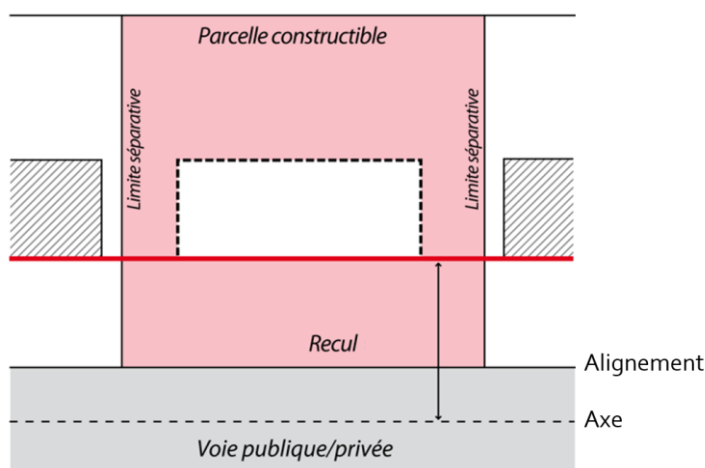 Parcelle constructible
Limite séparative
Limite séparative
Recul
Alignement
Axe
Voie publique/privée